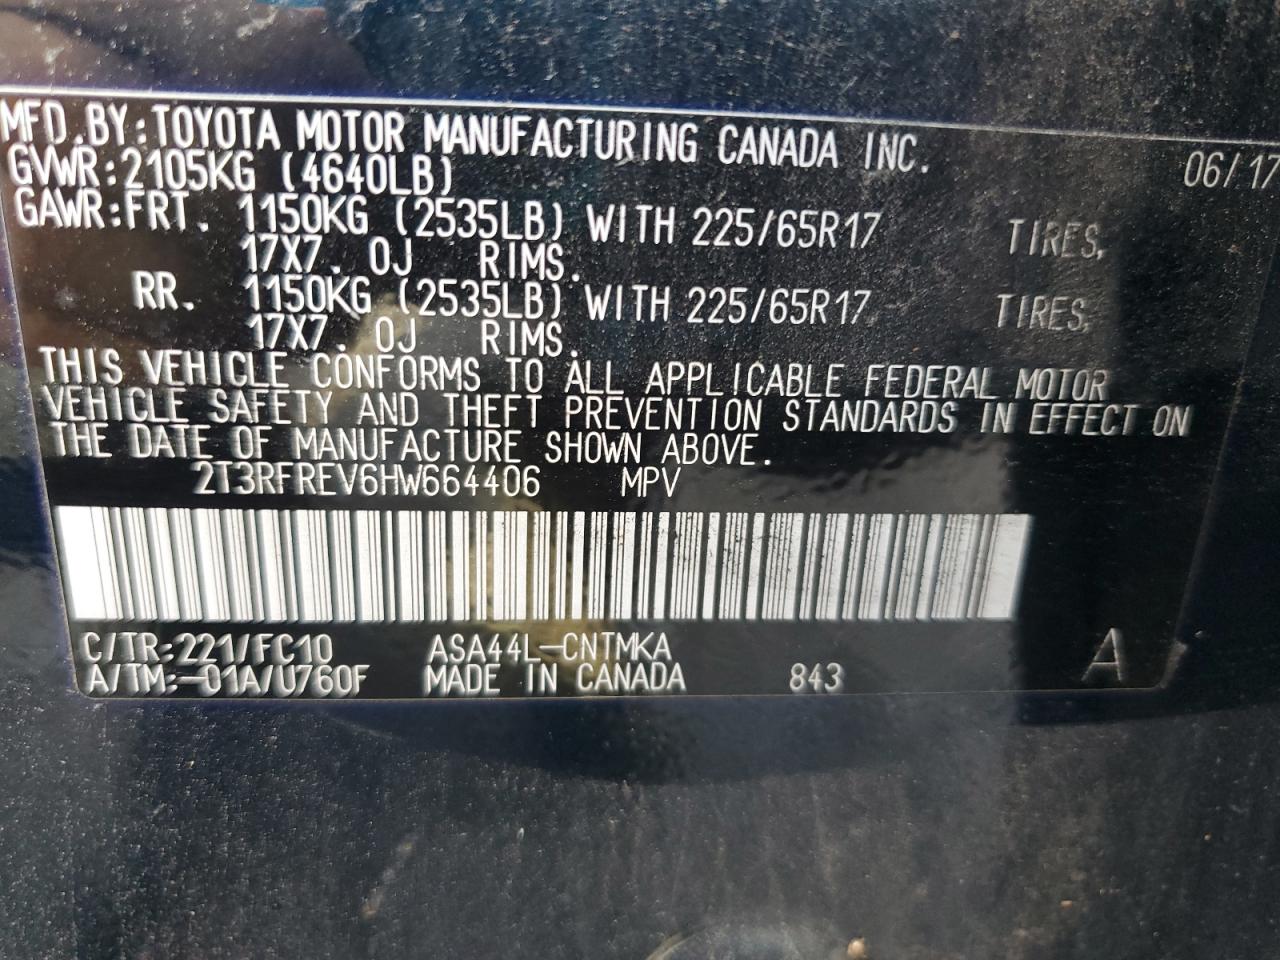 MFD.BY:TOYOTA MOTOR MANUFACTURING CANADA INC. 06/17
GVWR:2105KG (4640LB)
GAWR:FRT. 1150KG (2535LB) WITH 225/65R17 TIRES,
17X7.0J RIMS.
RR. 1150KG (2535LB) WITH 225/65R17 TIRES,
17X7.0J RIMS.
THIS VEHICLE CONFORMS TO ALL APPLICABLE FEDERAL MOTOR
VEHICLE SAFETY AND THEFT PREVENTION STANDARDS IN EFFECT ON
THE DATE OF MANUFACTURE SHOWN ABOVE.
2T3RFREV6HW664406 MPV
C/TR:221/FC10 ASA44L-CNTMKA A
A/TM:-01A/U760F MADE IN CANADA 843